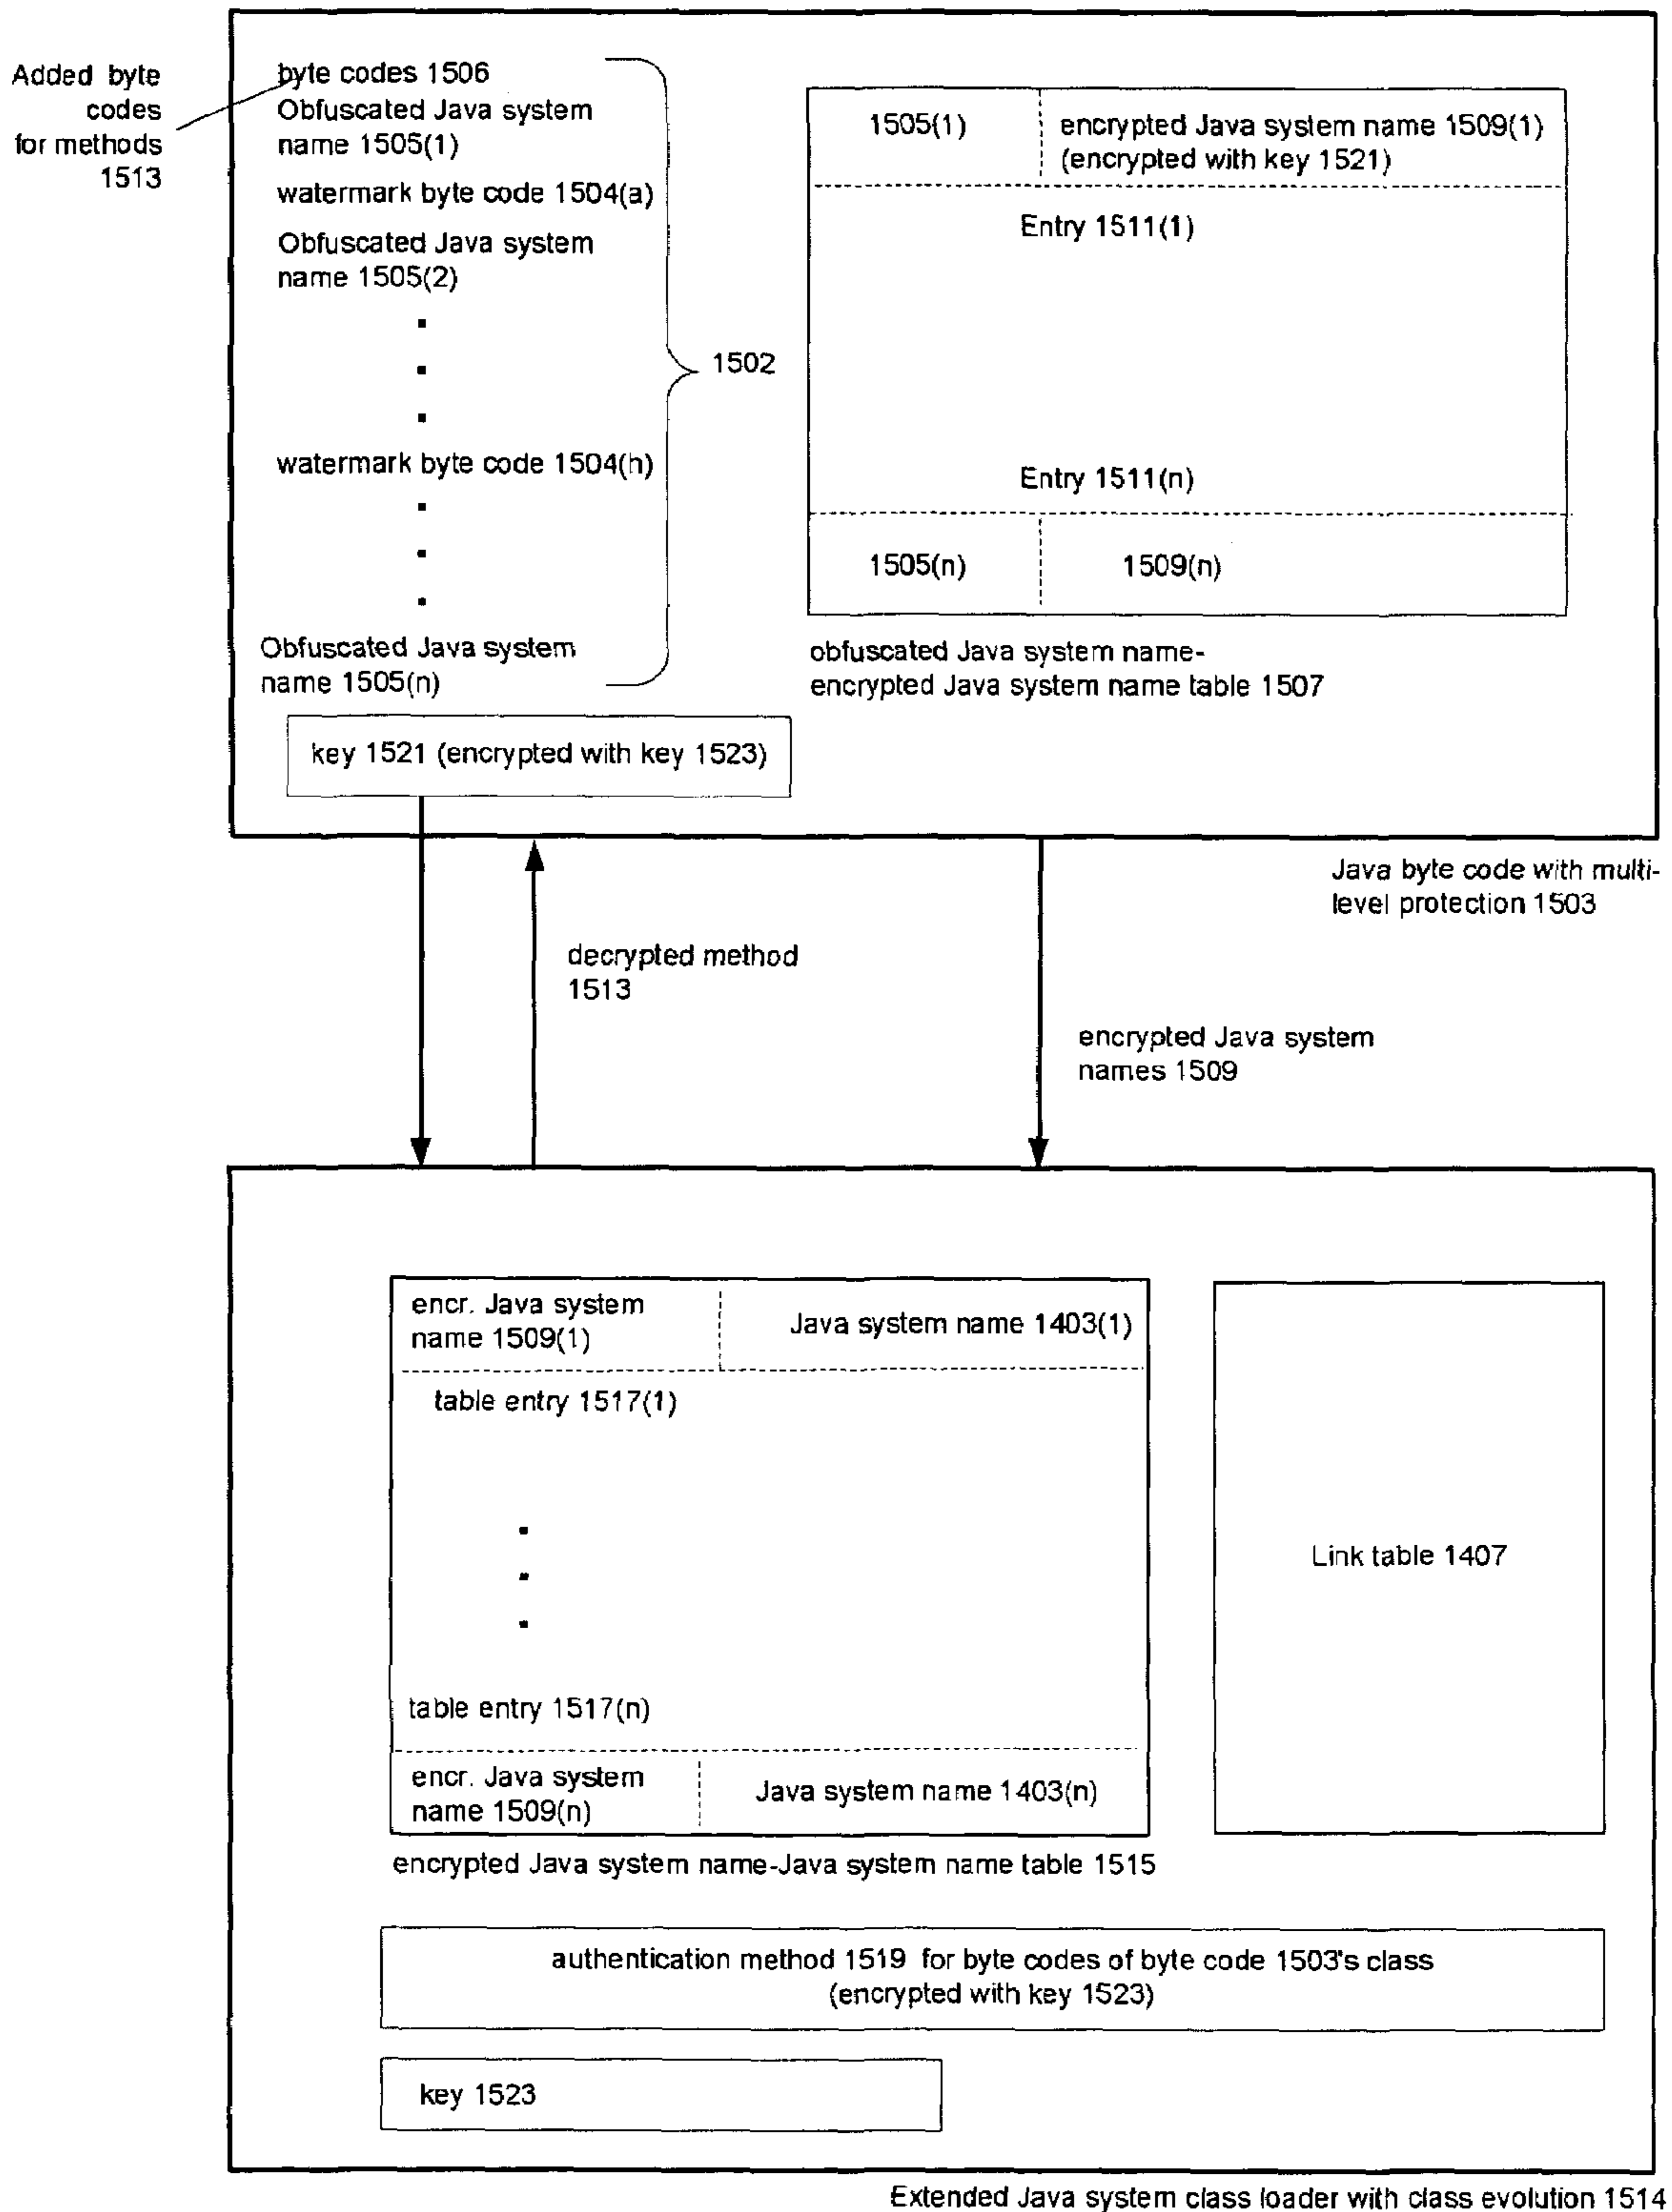 Added byte
codes
for methods
1513
byte codes 1506
Obfuscated Java system
name 1505(1)
watermark byte code 1504(a)
Obfuscated Java system
name 1505(2)
watermark byte code 1504(h)
Obfuscated Java system
name 1505(n)
1502
key 1521 (encrypted with key 1523)
1505(1)
encrypted Java system name 1509(1)
(encrypted with key 1521)
Entry 1511(1)
Entry 1511(n)
1505(n)
1509(n)
obfuscated Java system name-
encrypted Java system name table 1507
Java byte code with multi-
level protection 1503
decrypted method
1513
encrypted Java system
names 1509
encr. Java system
name 1509(1)
Java system name 1403(1)
table entry 1517(1)
table entry 1517(n)
encr. Java system
name 1509(n)
Java system name 1403(n)
encrypted Java system name-Java system name table 1515
Link table 1407
authentication method 1519 for byte codes of byte code 1503's class
(encrypted with key 1523)
key 1523
Extended Java system class loader with class evolution 1514